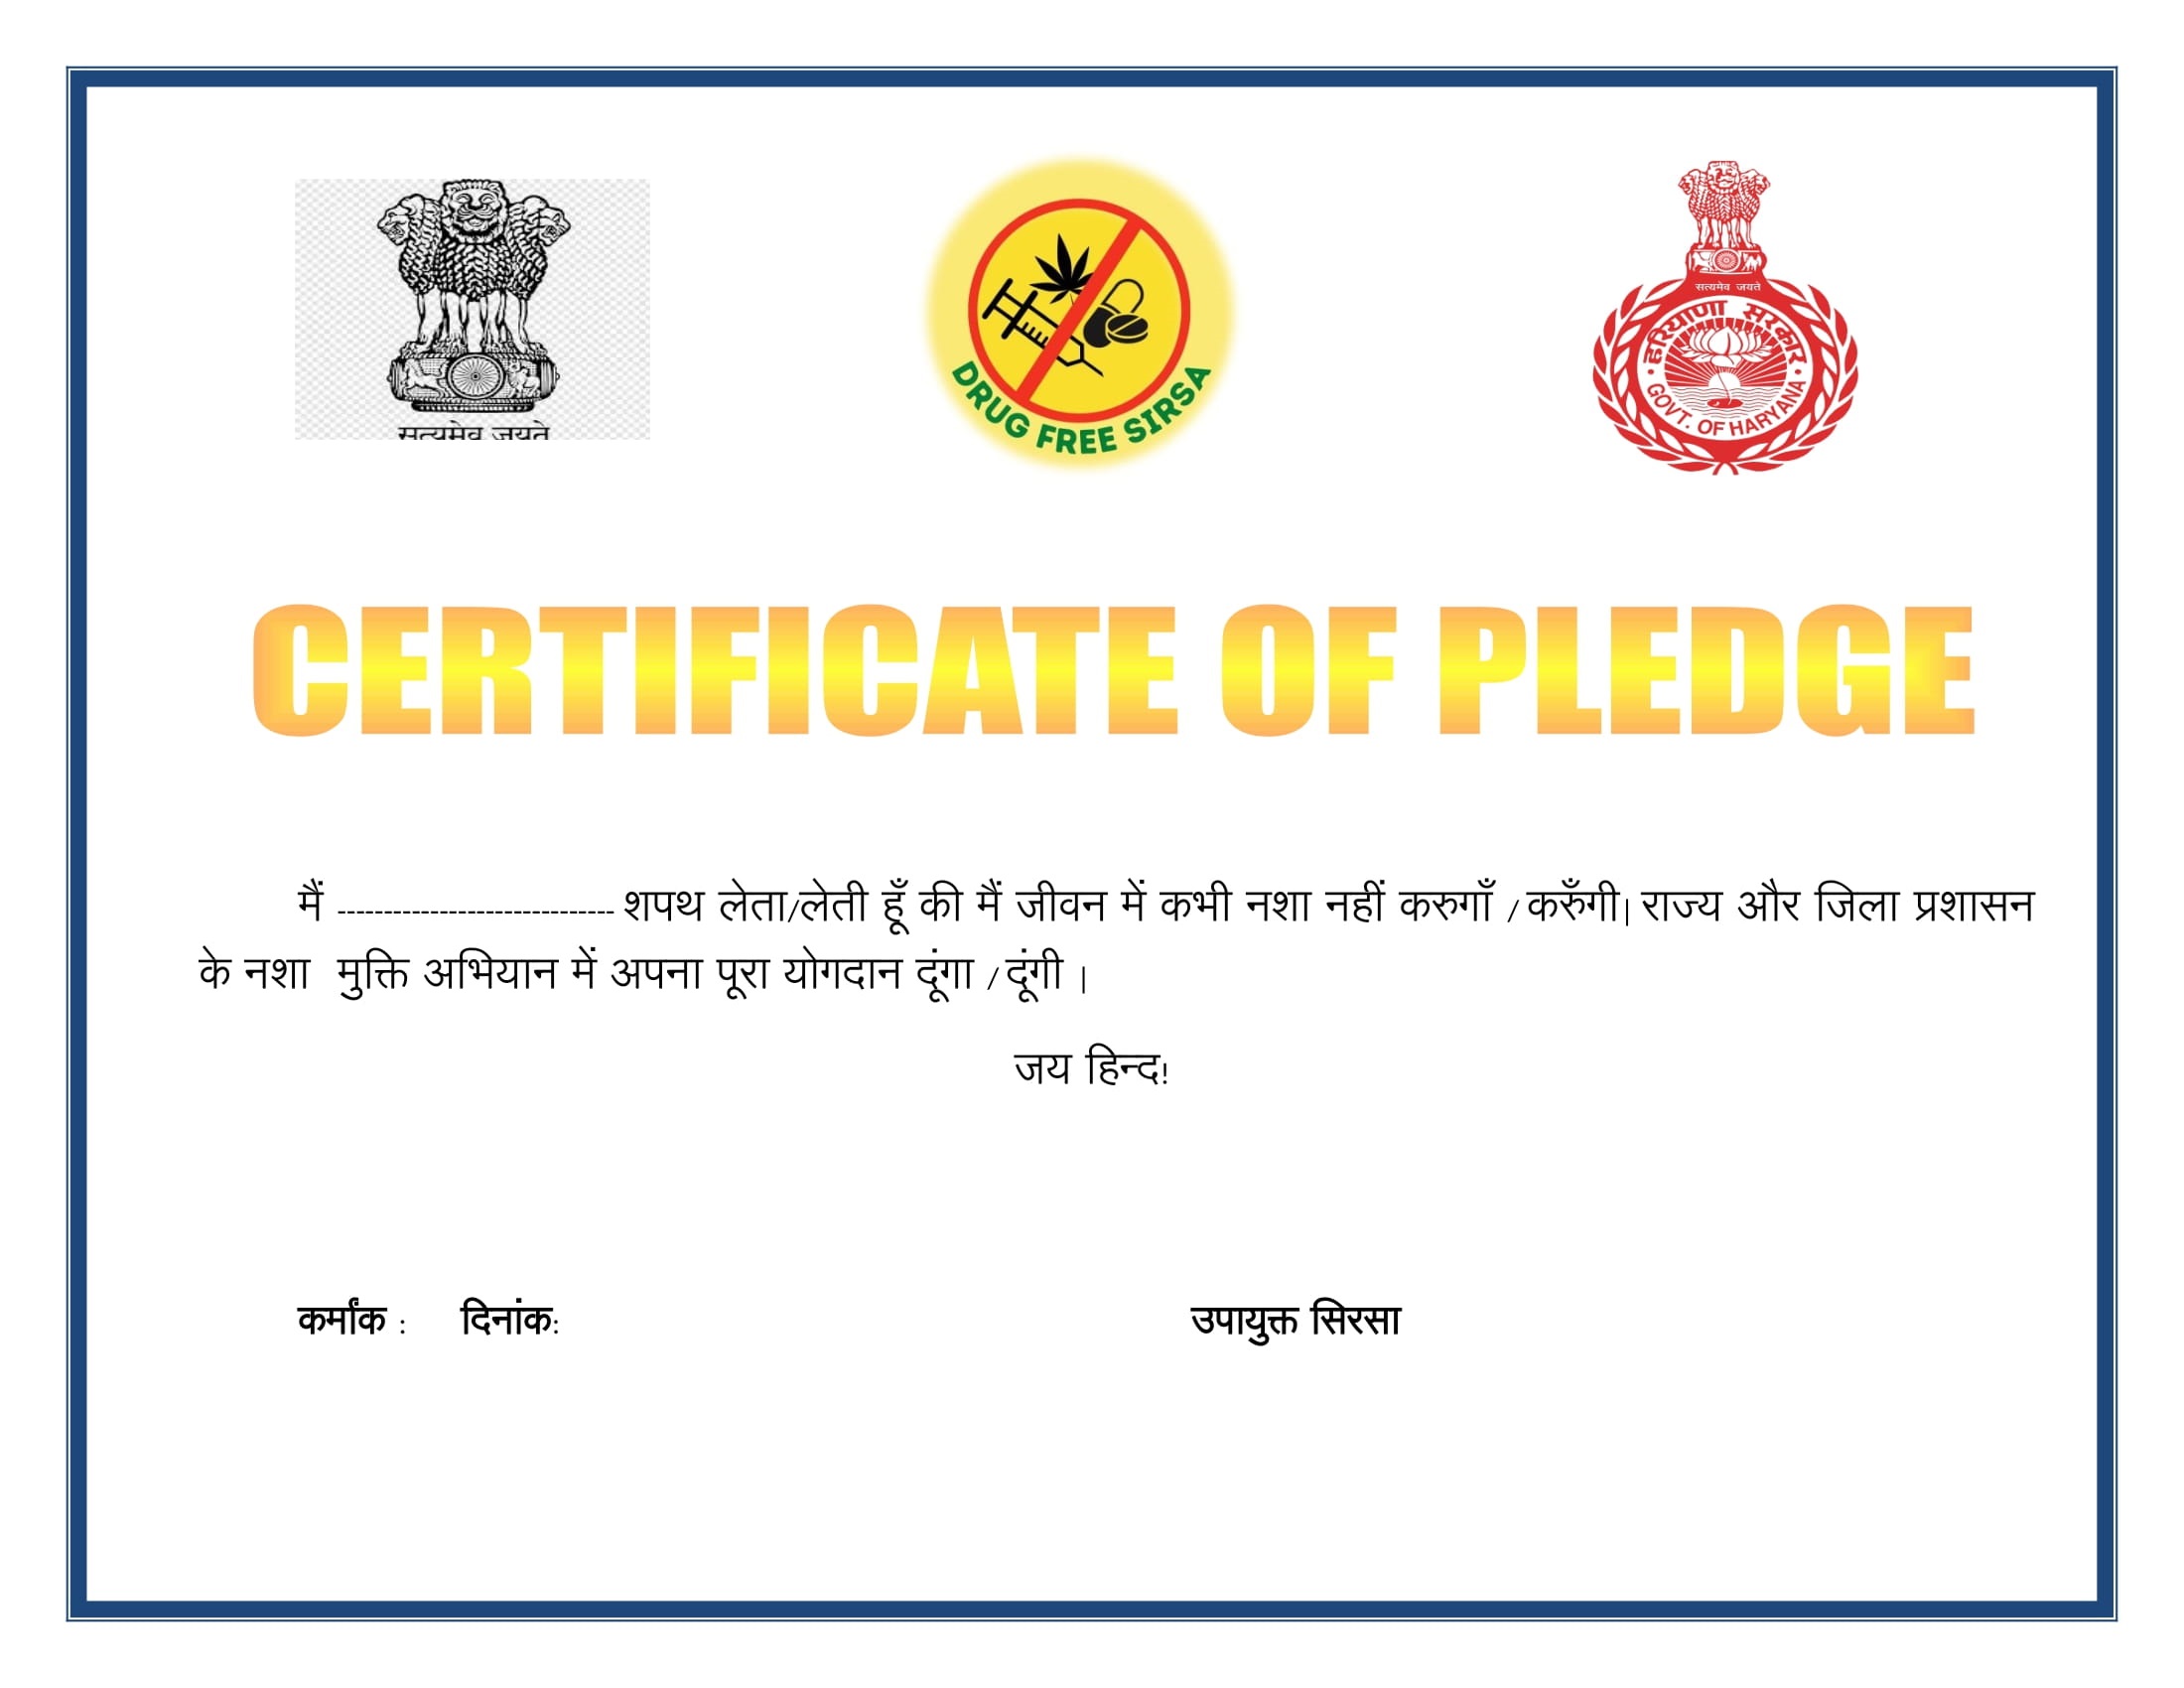 सत्यमेव जयते
DRUG FREE SIRSA
सत्यमेव जयते
हरियाणा सरकार
GOVT. OF HARYANA
CERTIFICATE OF PLEDGE
मैं ------------------------------ शपथ लेता/लेती हूँ की मैं जीवन में कभी नशा नहीं करुगाँ / करुँगी| राज्य और जिला प्रशासन
के नशा मुक्ति अभियान में अपना पूरा योगदान दूंगा / दूंगी |
जय हिन्द!
कर्मांक : दिनांक: उपायुक्त सिरसा